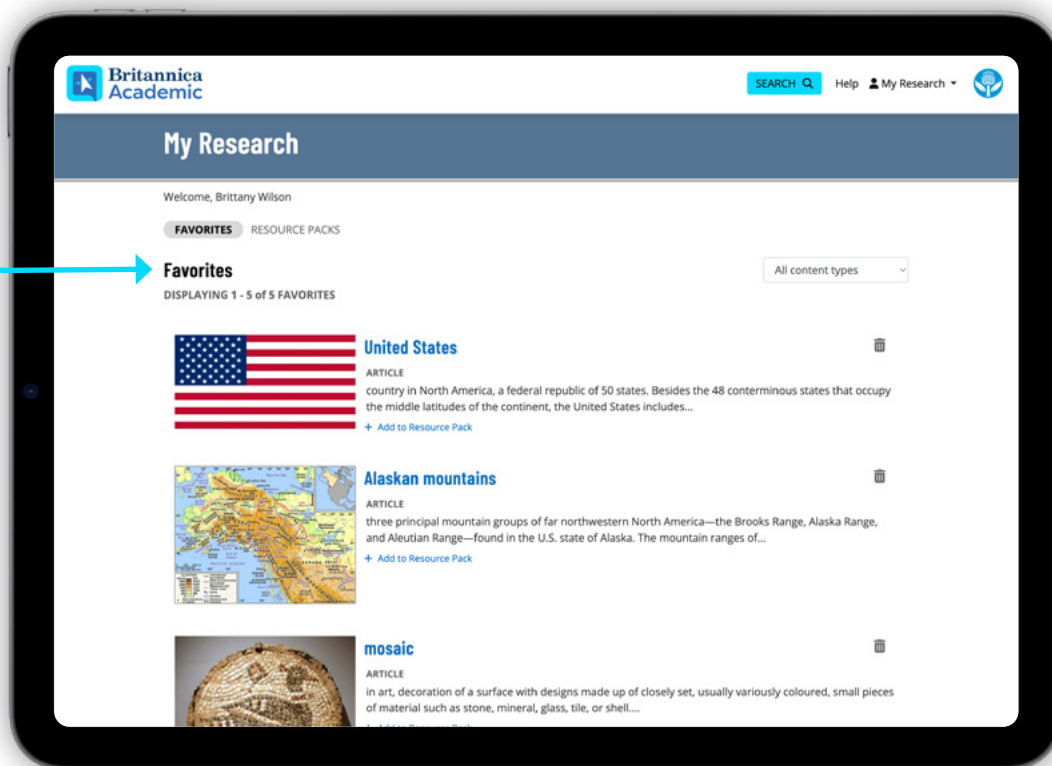 Britannica
Academic
SEARCH
Help
My Research
My Research
Welcome, Brittany Wilson
FAVORITES
RESOURCE PACKS
Favorites
All content types
DISPLAYING 1 - 5 of 5 FAVORITES
United States
ARTICLE
country in North America, a federal republic of 50 states. Besides the 48 conterminous states that occupy
the middle latitudes of the continent, the United States includes...
+ Add to Resource Pack
Alaskan mountains
ARTICLE
three principal mountain groups of far northwestern North America—the Brooks Range, Alaska Range,
and Aleutian Range—found in the U.S. state of Alaska. The mountain ranges of...
+ Add to Resource Pack
mosaic
ARTICLE
in art, decoration of a surface with designs made up of closely set, usually variously coloured, small pieces
of material such as stone, mineral, glass, tile, or shell....